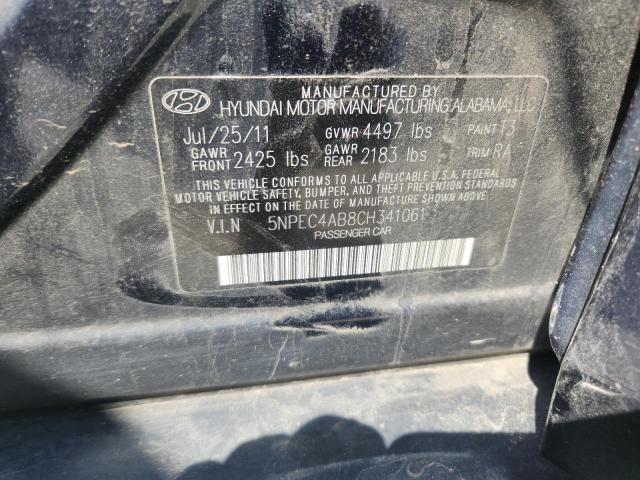 MANUFACTURED BY
HYUNDAI MOTOR MANUFACTURING ALABAMA, LLC
Jul/25/11 GVWR 4497 lbs PAINT T3
GAWR FRONT 2425 lbs GAWR REAR 2183 lbs TRIM
THIS VEHICLE CONFORMS TO ALL APPLICABLE U.S.A. FEDERAL
MOTOR VEHICLE SAFETY, BUMPER, AND THEFT PREVENTION STANDARDS
IN EFFECT ON THE DATE OF MANUFACTURE SHOWN ABOVE
V.I.N 5NPEC4AB8CH341061
PASSENGER CAR